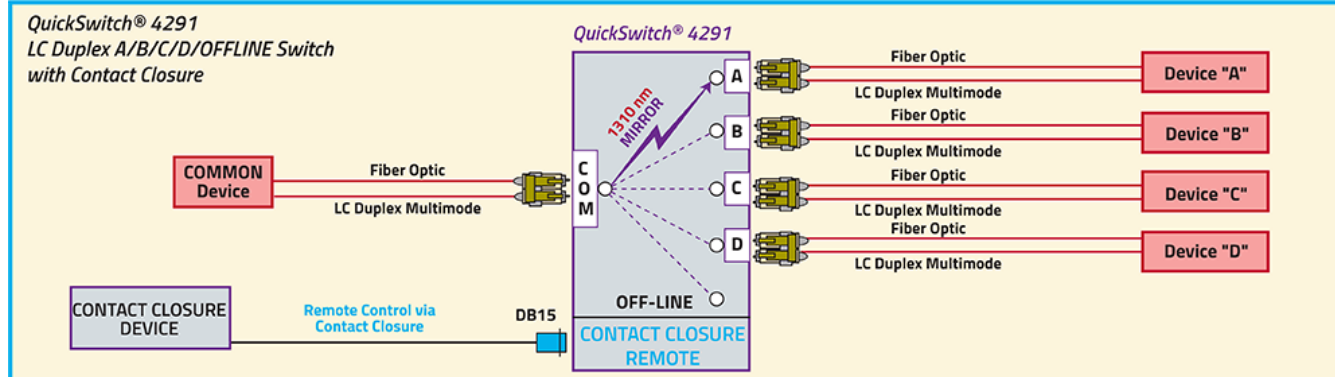 QuickSwitch® 4291
LC Duplex A/B/C/D/OFFLINE Switch
with Contact Closure
QuickSwitch® 4291
COMMON
Device
Fiber Optic
LC Duplex Multimode
C
O
M
1310 nm
MIRROR
A
Fiber Optic
LC Duplex Multimode
Device "A"
B
Fiber Optic
LC Duplex Multimode
Device "B"
C
Fiber Optic
LC Duplex Multimode
Device "C"
D
Fiber Optic
LC Duplex Multimode
Device "D"
OFF-LINE
CONTACT CLOSURE
DEVICE
Remote Control via
Contact Closure
DB15
CONTACT CLOSURE
REMOTE